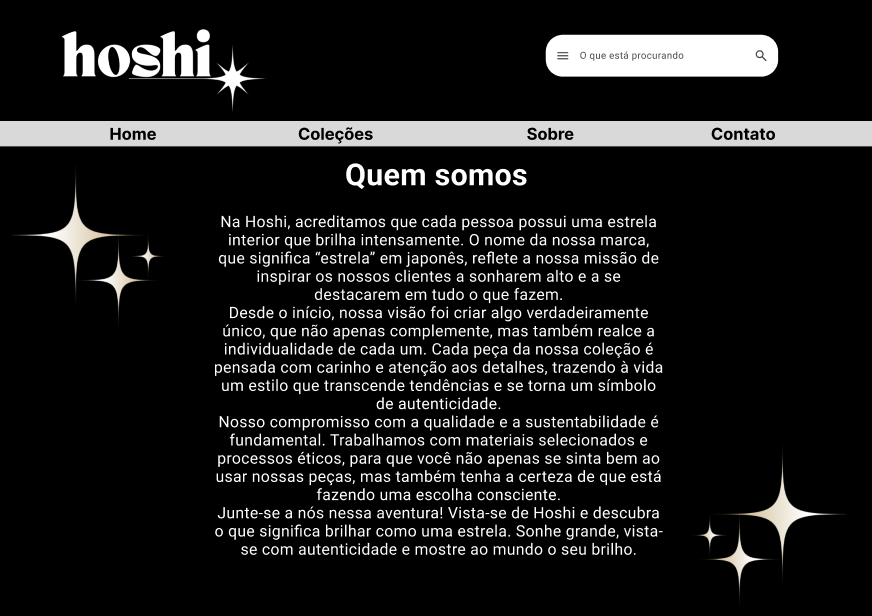 hoshi
O que está procurando
Home Coleções Sobre Contato
Quem somos
Na Hoshi, acreditamos que cada pessoa possui uma estrela
interior que brilha intensamente. O nome da nossa marca,
que significa “estrela” em japonês, reflete a nossa missão de
inspirar os nossos clientes a sonharem alto e a se
destacarem em tudo o que fazem.
Desde o início, nossa visão foi criar algo verdadeiramente
único, que não apenas complemente, mas também realce a
individualidade de cada um. Cada peça da nossa coleção é
pensada com carinho e atenção aos detalhes, trazendo à vida
um estilo que transcende tendências e se torna um símbolo
de autenticidade.
Nosso compromisso com a qualidade e a sustentabilidade é
fundamental. Trabalhamos com materiais selecionados e
processos éticos, para que você não apenas se sinta bem ao
usar nossas peças, mas também tenha a certeza de que está
fazendo uma escolha consciente.
Junte-se a nós nessa aventura! Vista-se de Hoshi e descubra
o que significa brilhar como uma estrela. Sonhe grande, vista-
se com autenticidade e mostre ao mundo o seu brilho.